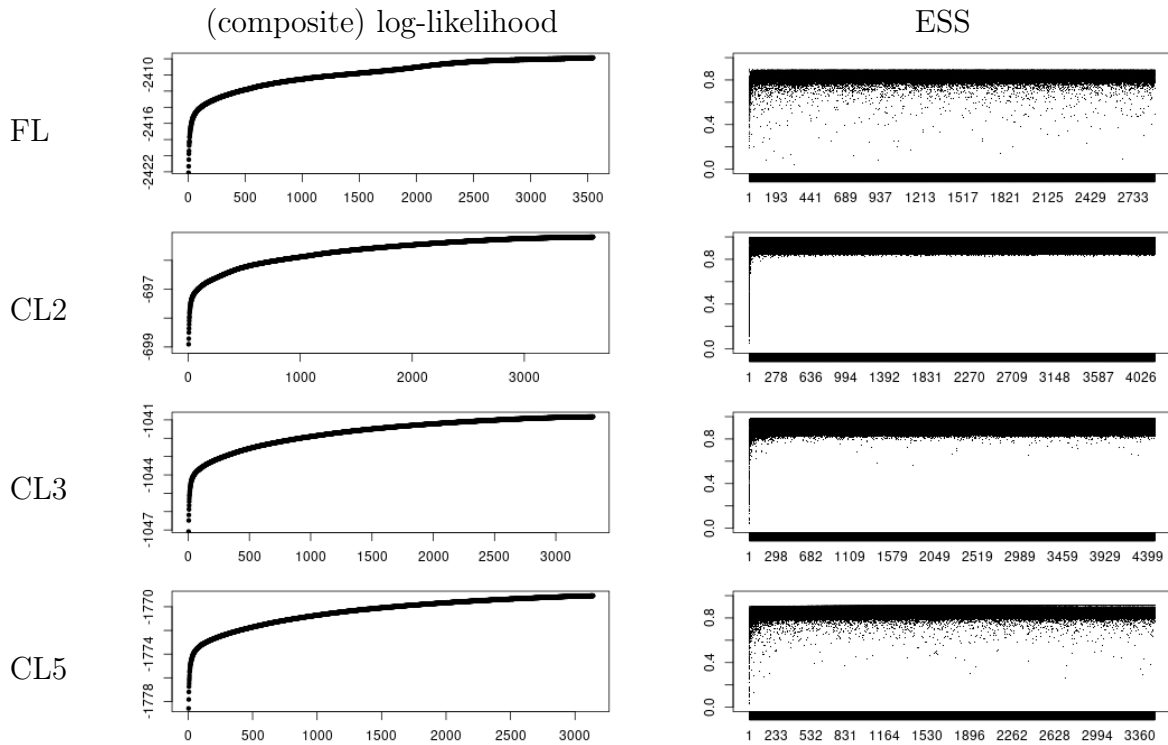 (composite) log-likelihood ESS
FL
-2422 -2416 -2410
0 500 1000 1500 2000 2500 3000 3500
0.0 0.4 0.8
1 193 441 689 937 1213 1517 1821 2125 2429 2733
CL2
-699 -697
0 1000 2000 3000
0.0 0.4 0.8
1 278 636 994 1392 1831 2270 2709 3148 3587 4026
CL3
-1047 -1044 -1041
0 500 1000 1500 2000 2500 3000
0.0 0.4 0.8
1 298 682 1109 1579 2049 2519 2989 3459 3929 4399
CL5
-1778 -1774 -1770
0 500 1000 1500 2000 2500 3000
0.0 0.4 0.8
1 233 532 831 1164 1530 1896 2262 2628 2994 3360